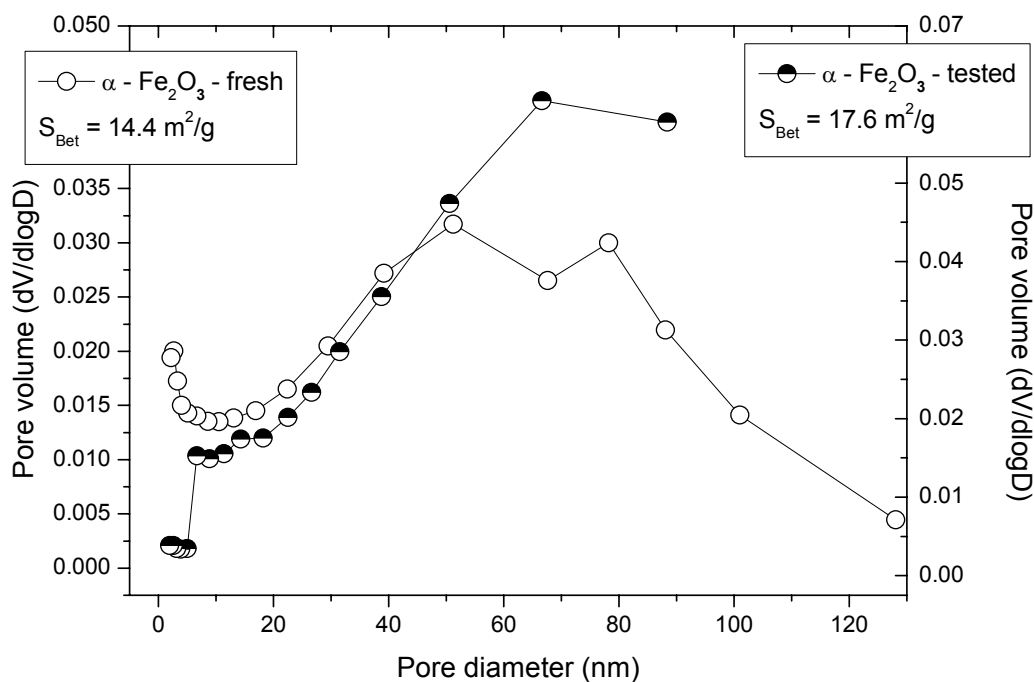 0.050
0.07
α - Fe₂O₃ - fresh
S_Bet = 14.4 m²/g
α - Fe₂O₃ - tested
S_Bet = 17.6 m²/g
0.035
0.030
0.025
0.020
0.015
0.010
0.005
0.000
Pore volume (dV/dlogD)
0.05
0.04
0.03
0.02
0.01
0.00
Pore volume (dV/dlogD)
0 20 40 60 80 100 120
Pore diameter (nm)